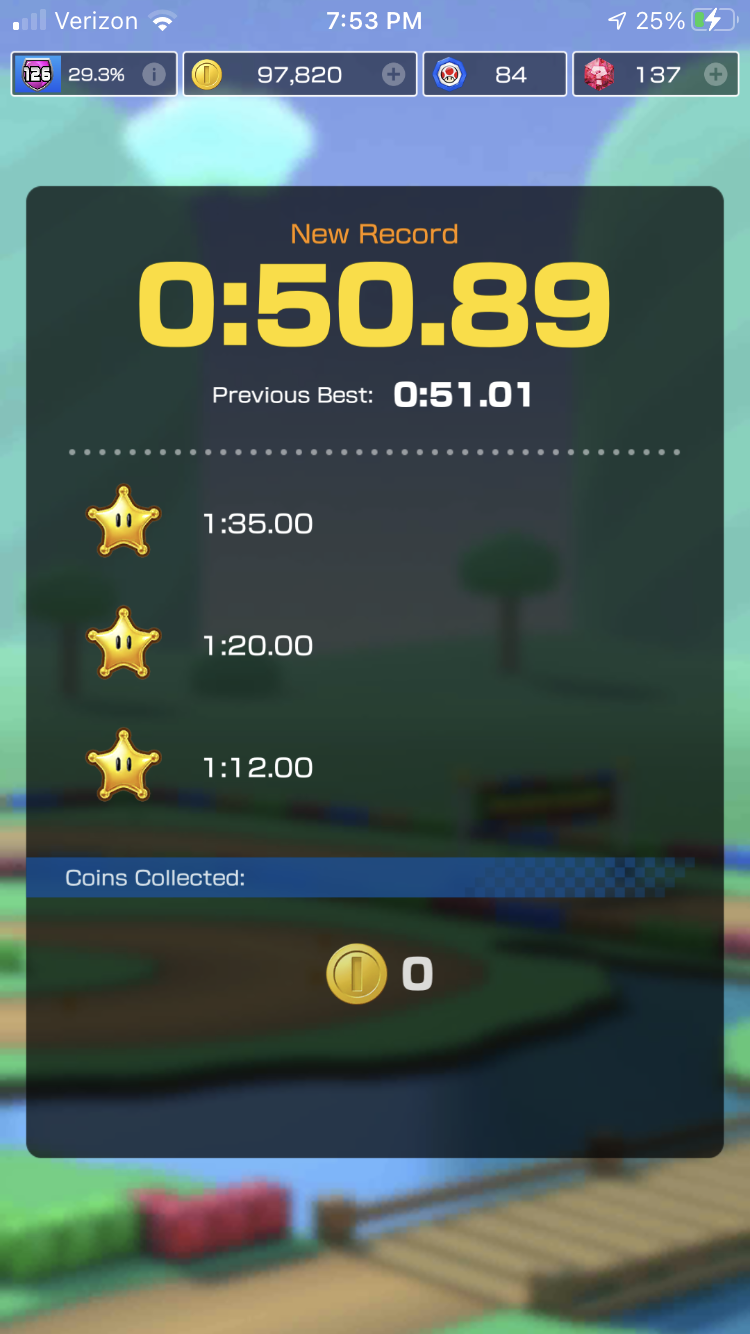 Verizon 7:53 PM 25%
126 29.3% i 97,820 + 84 ? 137 +
New Record
0:50.89
Previous Best: 0:51.01
1:35.00
1:20.00
1:12.00
Coins Collected:
0